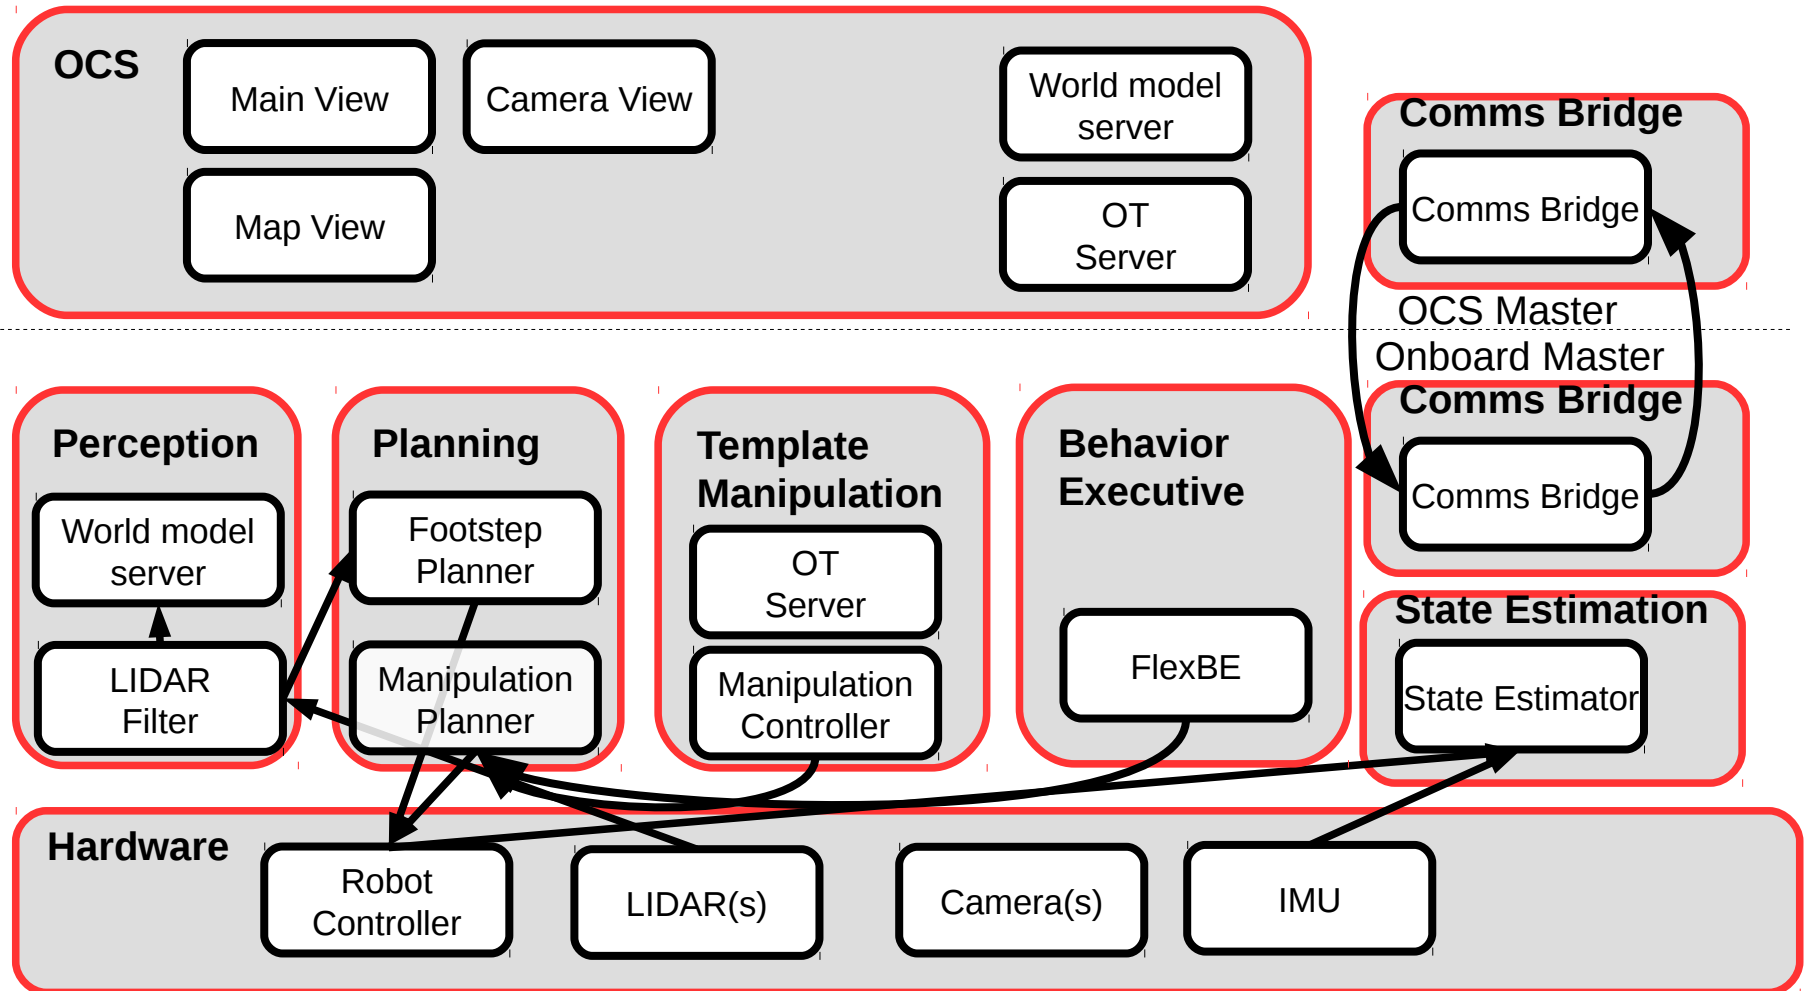 OCS
Main View
Camera View
World model
server
Map View
OT
Server
Comms Bridge
Comms Bridge
OCS Master
Onboard Master
Comms Bridge
Comms Bridge
Perception
World model
server
LIDAR
Filter
Planning
Footstep
Planner
Manipulation
Planner
Template
Manipulation
OT
Server
Manipulation
Controller
Behavior
Executive
FlexBE
State Estimation
State Estimator
Hardware
Robot
Controller
LIDAR(s)
Camera(s)
IMU